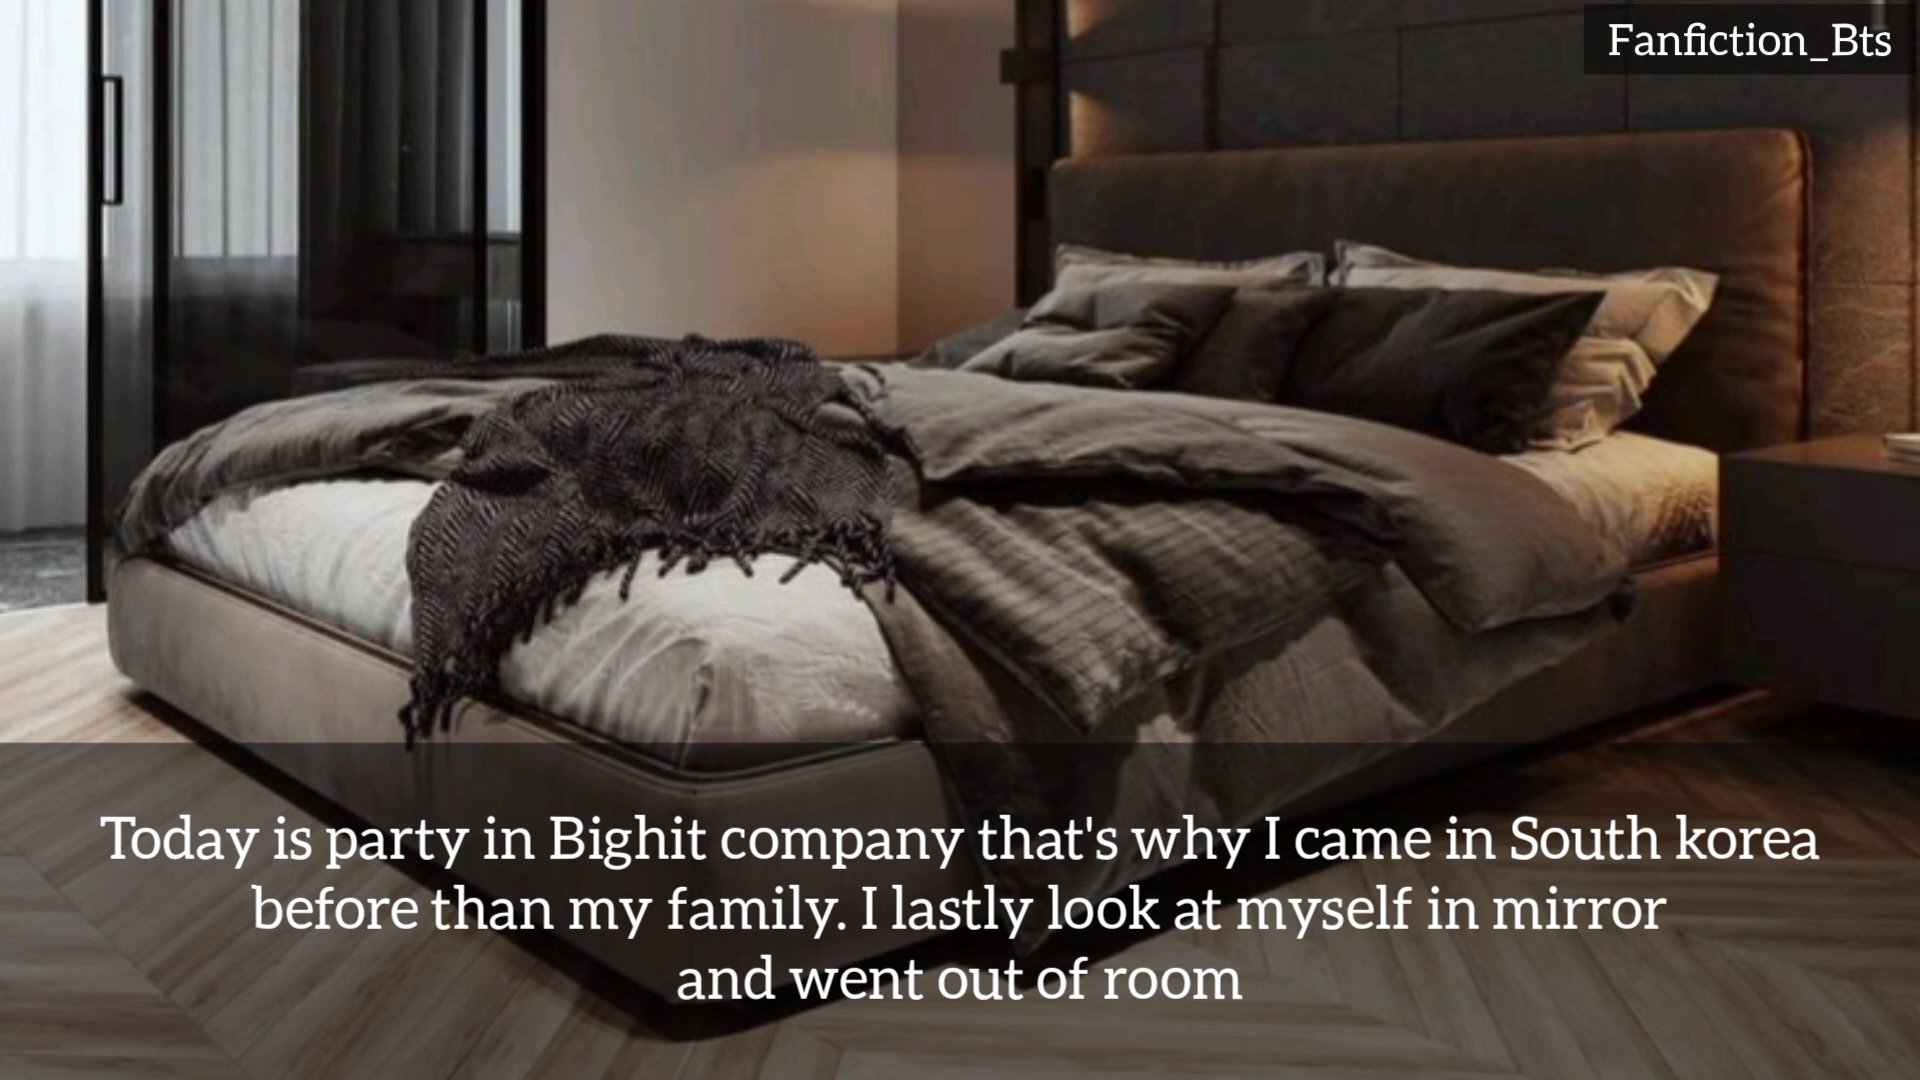 Fanfiction_Bts
Today is party in Bighit company that's why I came in South korea
before than my family. I lastly look at myself in mirror
and went out of room